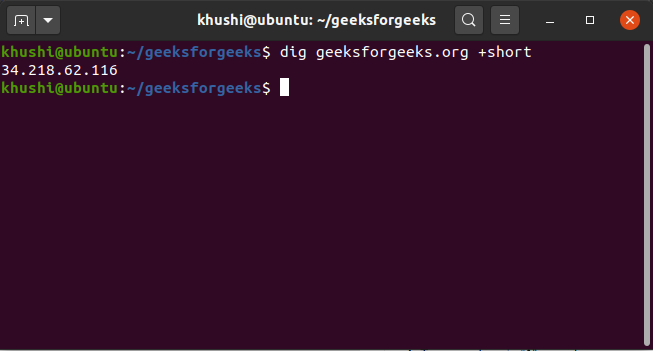 khushi@ubuntu: ~/geeksforgeeks
khushi@ubuntu:~/geeksforgeeks$ dig geeksforgeeks.org +short
34.218.62.116
khushi@ubuntu:~/geeksforgeeks$